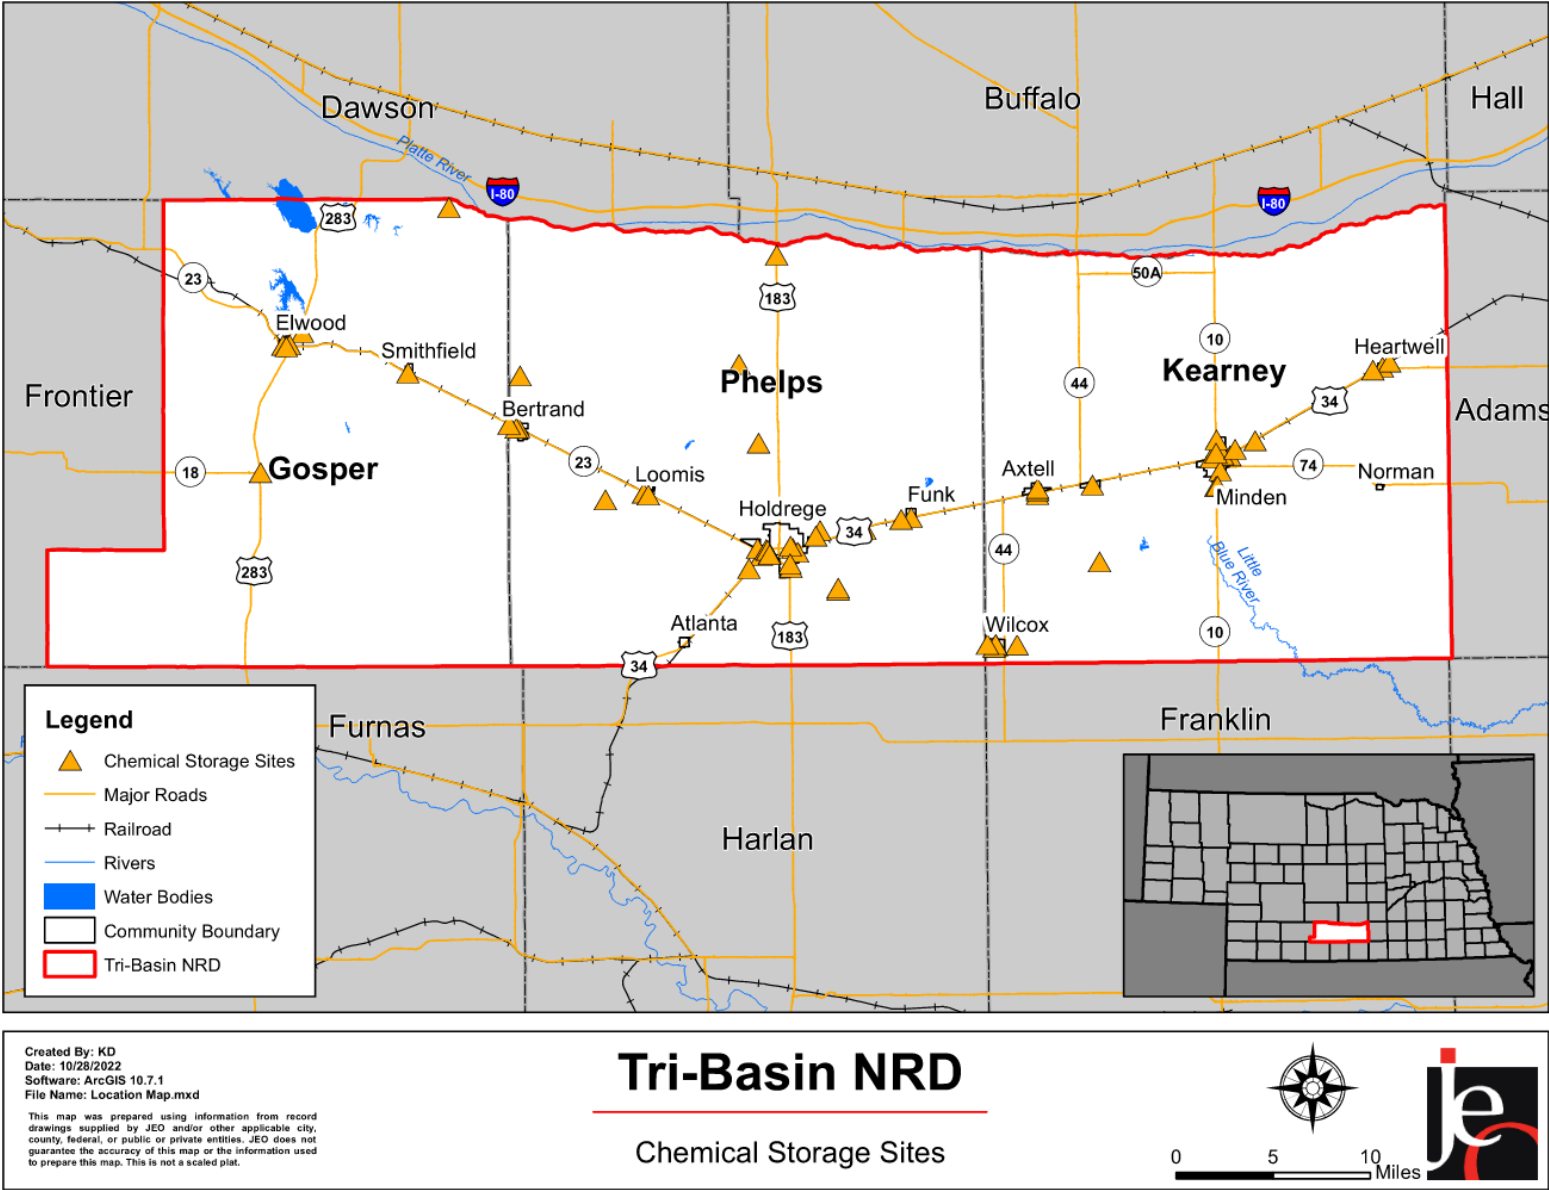 Dawson
Buffalo
Hall
Platte River
I-80
I-80
283
23
183
50A
10
Elwood
Smithfield
Heartwell
Frontier
Phelps
Kearney
44
34
Adams
Bertrand
23
18
Gosper
Loomis
Axtell
74
Norman
Funk
Minden
Holdrege
34
44
283
Little
Blue River
Atlanta
183
Wilcox
10
34
Furnas
Franklin
Harlan
Legend
Chemical Storage Sites
Major Roads
Railroad
Rivers
Water Bodies
Community Boundary
Tri-Basin NRD
Created By: KD
Date: 10/28/2022
Software: ArcGIS 10.7.1
File Name: Location Map.mxd
This map was prepared using information from record
drawings supplied by JEO and/or other applicable city,
county, federal, or public or private entities. JEO does not
guarantee the accuracy of this map or the information used
to prepare this map. This is not a scaled plat.
Tri-Basin NRD
Chemical Storage Sites
0 5 10
Miles
jeo